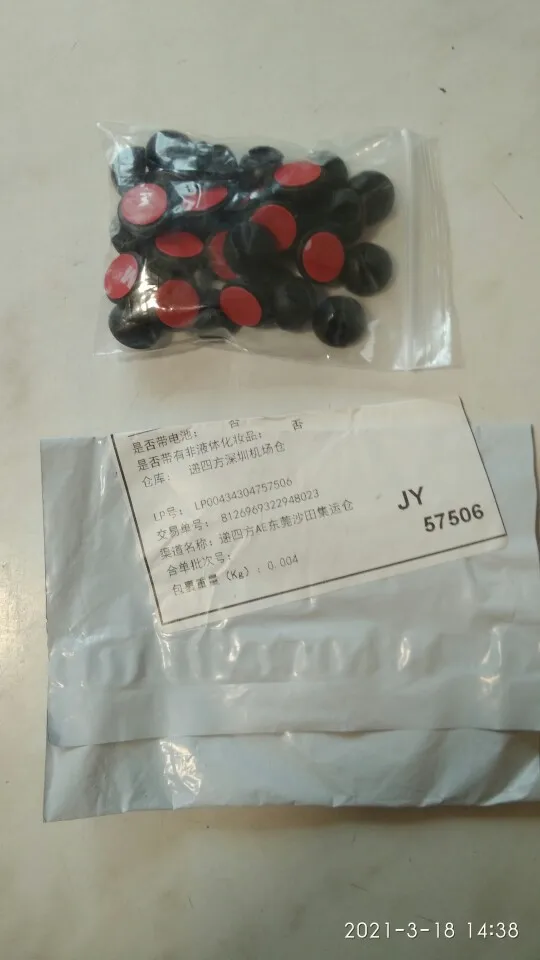 是否带电池： 否
是否带有非液体化妆品： 否
仓库： 递四方深圳机场仓
LP号： LP00434304757506
交易单号： 8126969322948023
渠道名称：递四方AE东莞沙田集运仓
合单批次号：
包裹重量（Kg）：0.004
JY
57506
2021-3-18 14:38